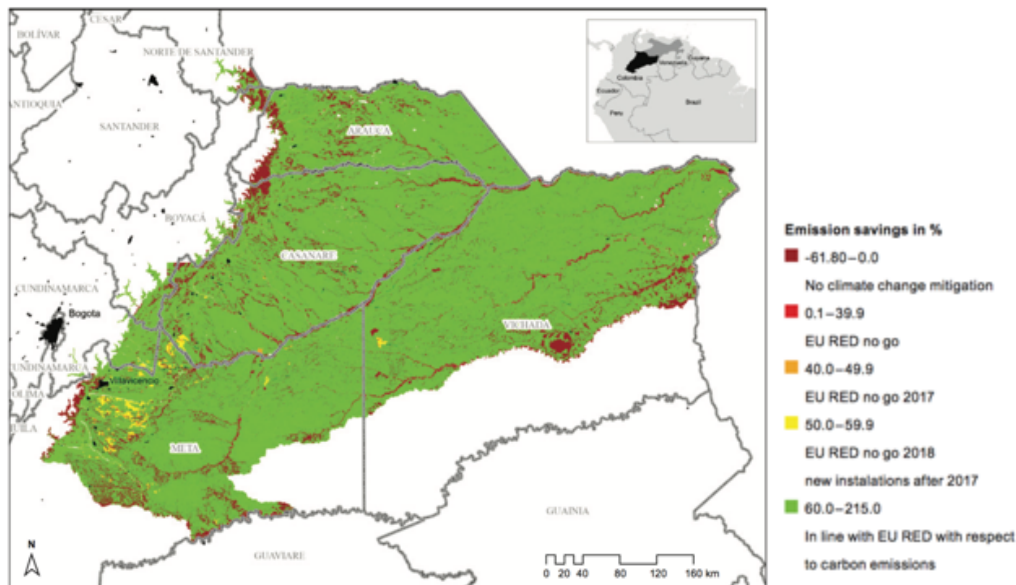 CESAR
BOLÍVAR
NORTE DE SANTANDER
ANTIOQUIA
SANTANDER
ARAUCA
BOYACÁ
CASANARE
CUNDINAMARCA
Bogota
VICHADA
CUNDINAMARCA
Villavicencio
OLIMA
UILA
META
GUAINIA
GUAVIARE
N
0 20 40 80 120 160 km
Colombia
Venezuela
Guyana
Ecuador
Peru
Brazil
Emission savings in %
-61.80–0.0
No climate change mitigation
0.1–39.9
EU RED no go
40.0–49.9
EU RED no go 2017
50.0–59.9
EU RED no go 2018
new instalations after 2017
60.0–215.0
In line with EU RED with respect
to carbon emissions